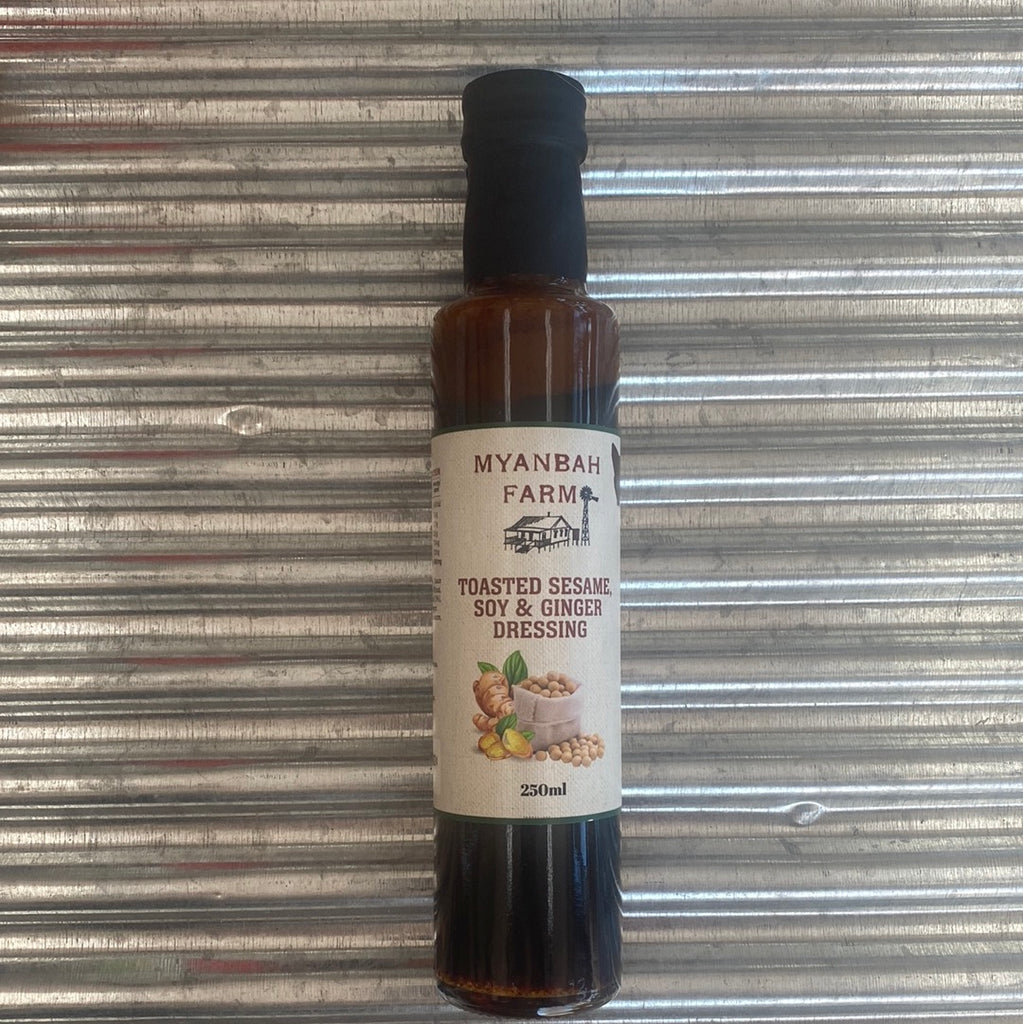 MYANBAH
FARM
TOASTED SESAME,
SOY & GINGER
DRESSING
250ml